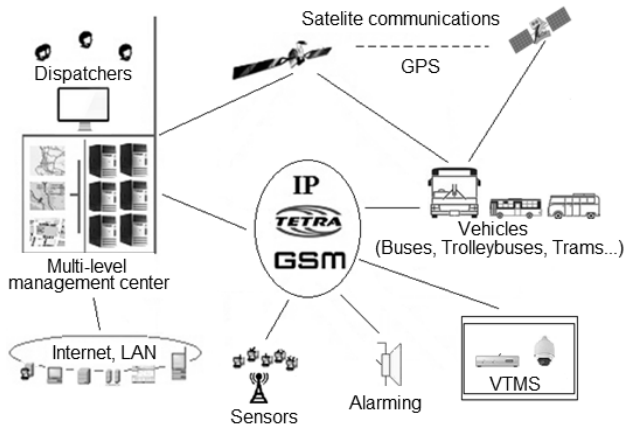 Satelite communications
GPS
Dispatchers
IP
TETRA
GSM
Vehicles
(Buses, Trolleybuses, Trams...)
Multi-level
management center
Internet, LAN
Sensors
Alarming
VTMS